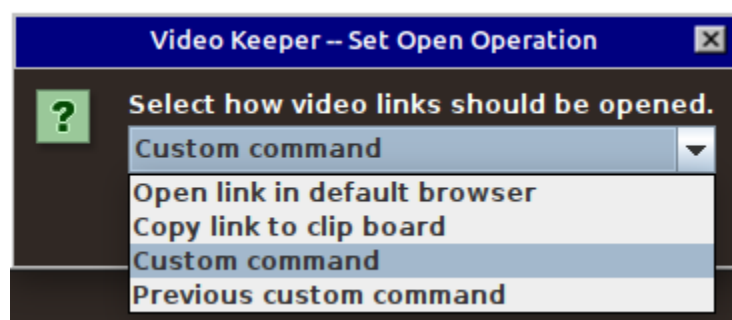 Video Keeper -- Set Open Operation
Select how video links should be opened.
Custom command
Open link in default browser
Copy link to clip board
Custom command
Previous custom command